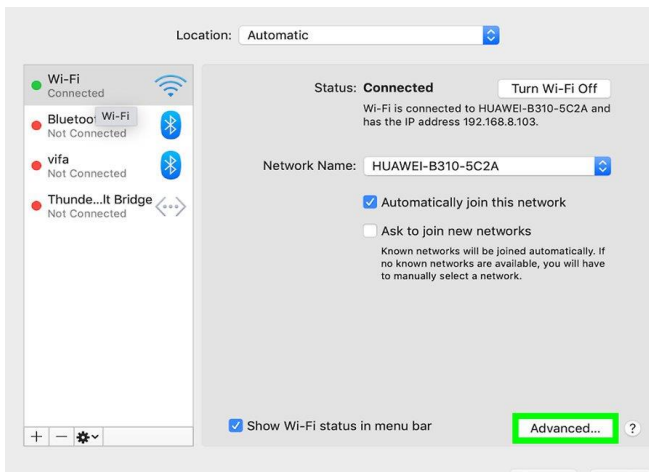 Location: Automatic
Wi-Fi
Connected
Wi-Fi
Bluetoo
Not Connected
vifa
Not Connected
Thunde...lt Bridge
Not Connected
Status: Connected
Turn Wi-Fi Off
Wi-Fi is connected to HUAWEI-B310-5C2A and
has the IP address 192.168.8.103.
Network Name: HUAWEI-B310-5C2A
Automatically join this network
Ask to join new networks
Known networks will be joined automatically. If
no known networks are available, you will have
to manually select a network.
Show Wi-Fi status in menu bar
Advanced... ?